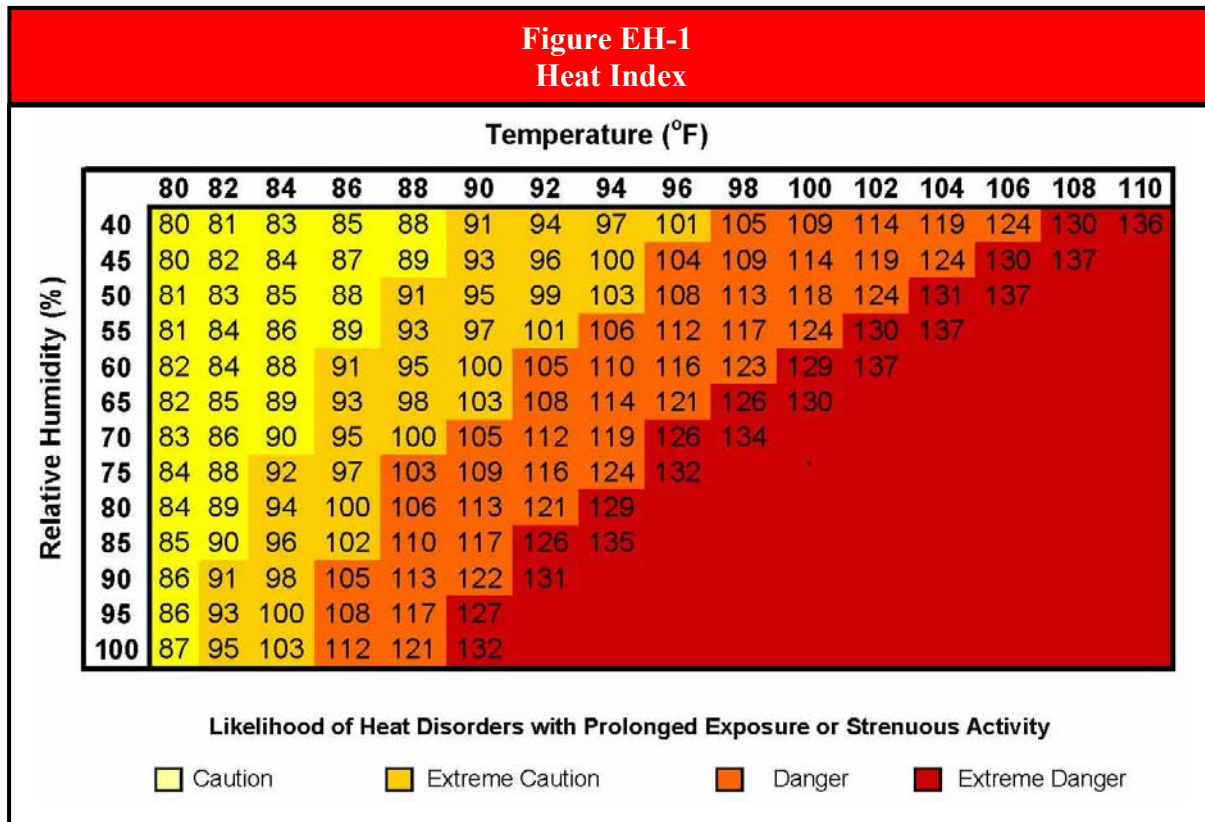 Figure EH-1
Heat Index
Temperature (°F)
80 82 84 86 88 90 92 94 96 98 100 102 104 106 108 110
Relative Humidity (%)
40 80 81 83 85 88 91 94 97 101 105 109 114 119 124 130 136
45 80 82 84 87 89 93 96 100 104 109 114 119 124 130 137
50 81 83 85 88 91 95 99 103 108 113 118 124 131 137
55 81 84 86 89 93 97 101 106 112 117 124 130 137
60 82 84 88 91 95 100 105 110 116 123 129 137
65 82 85 89 93 98 103 108 114 121 126 130
70 83 86 90 95 100 105 112 119 126 134
75 84 88 92 97 103 109 116 124 132
80 84 89 94 100 106 113 121 129
85 85 90 96 102 110 117 126 135
90 86 91 98 105 113 122 131
95 86 93 100 108 117 127
100 87 95 103 112 121 132
Likelihood of Heat Disorders with Prolonged Exposure or Strenuous Activity
Caution Extreme Caution Danger Extreme Danger